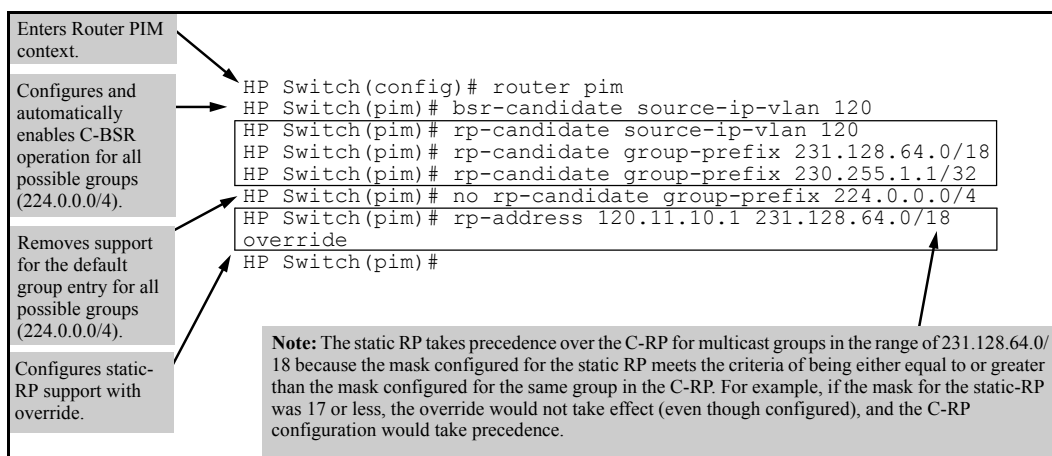 Enters Router PIM
context.
Configures and
automatically
enables C-BSR
operation for all
possible groups
(224.0.0.0/4).
Removes support
for the default
group entry for all
possible groups
(224.0.0.0/4).
Configures static-
RP support with
override.
HP Switch(config)# router pim
HP Switch(pim)# bsr-candidate source-ip-vlan 120
HP Switch(pim)# rp-candidate source-ip-vlan 120
HP Switch(pim)# rp-candidate group-prefix 231.128.64.0/18
HP Switch(pim)# rp-candidate group-prefix 230.255.1.1/32
HP Switch(pim)# no rp-candidate group-prefix 224.0.0.0/4
HP Switch(pim)# rp-address 120.11.10.1 231.128.64.0/18
override
HP Switch(pim)#
Note: The static RP takes precedence over the C-RP for multicast groups in the range of 231.128.64.0/
18 because the mask configured for the static RP meets the criteria of being either equal to or greater
than the mask configured for the same group in the C-RP. For example, if the mask for the static-RP
was 17 or less, the override would not take effect (even though configured), and the C-RP
configuration would take precedence.